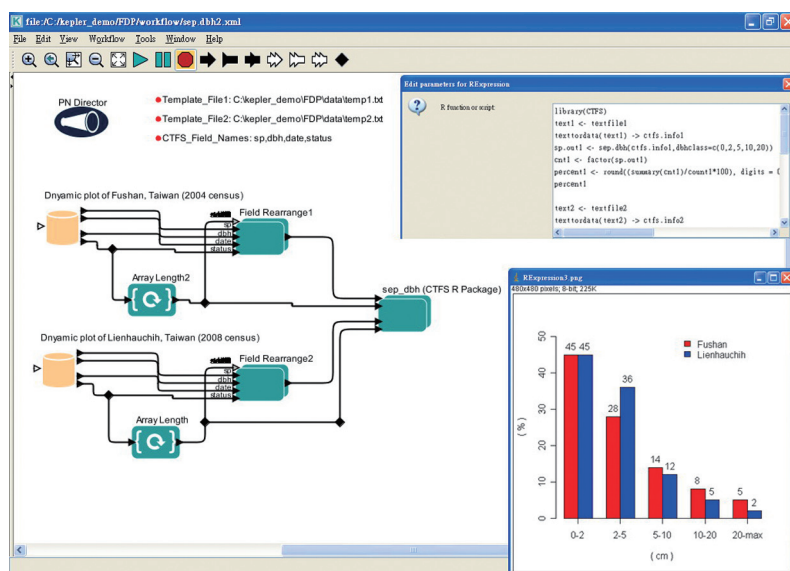 file:/C:/kepler_demo/FDP/workflow/sep.dbh2.xml
File Edit View Workflow Tools Window Help
PN Director
Template_File1: C:\kepler_demo\FDP\data\temp1.txt
Template_File2: C:\kepler_demo\FDP\data\temp2.txt
CTFS_Field_Names: sp,dbh,date,status
Dnyamic plot of Fushan, Taiwan (2004 census)
Field Rearrange1
sp
dbh
date
status
Array Length2
sep_dbh (CTFS R Package)
Dnyamic plot of Lienhauchih, Taiwan (2008 census)
Field Rearrange2
sp
dbh
date
status
Array Length
Edit parameters for RExpression
R function or script:
library(CTFS)
text1 <- textfile1
texttordata(text1) -> ctfs.info1
sp.out1 <- sep.dbh(ctfs.info1,dbhclass=c(0,2,5,10,20))
cnt1 <- factor(sp.out1)
percent1 <- round((summary(cnt1)/count1*100), digits = 0
percent1
text2 <- textfile2
texttordata(text2) -> ctfs.info2
RExpression3.png
480x480 pixels; 8-bit; 225K
Fushan
Lienhauchih
(%)
50
40
30
20
10
0
45 45
28 36
14 12
8 5
5 2
0-2 2-5 5-10 10-20 20-max
(cm)